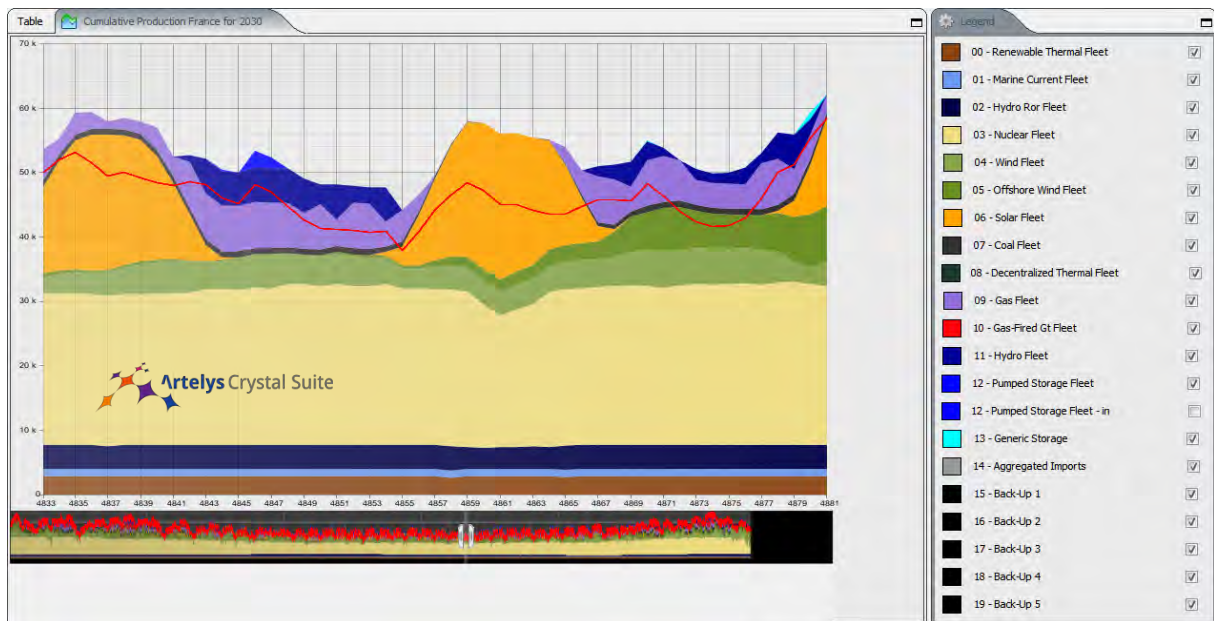 Table
Cumulative Production France for 2030
70 k
60 k
50 k
40 k
30 k
20 k
10 k
0
4833 4835 4837 4839 4841 4843 4845 4847 4849 4851 4853 4855 4857 4859 4861 4863 4865 4867 4869 4871 4873 4875 4877 4879 4881
Artelys Crystal Suite
Legend
00 - Renewable Thermal Fleet
01 - Marine Current Fleet
02 - Hydro Ror Fleet
03 - Nuclear Fleet
04 - Wind Fleet
05 - Offshore Wind Fleet
06 - Solar Fleet
07 - Coal Fleet
08 - Decentralized Thermal Fleet
09 - Gas Fleet
10 - Gas-Fired Gt Fleet
11 - Hydro Fleet
12 - Pumped Storage Fleet
12 - Pumped Storage Fleet - in
13 - Generic Storage
14 - Aggregated Imports
15 - Back-Up 1
16 - Back-Up 2
17 - Back-Up 3
18 - Back-Up 4
19 - Back-Up 5